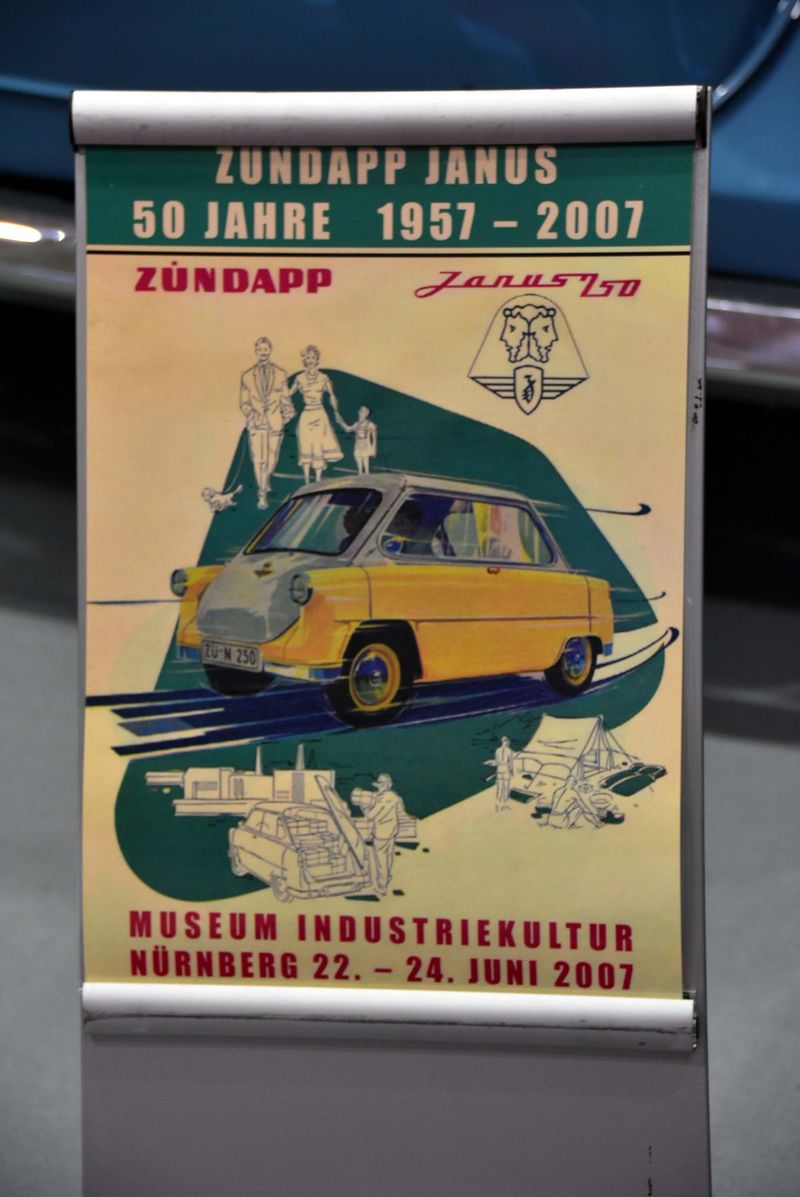 ZÜNDAPP JANUS
50 JAHRE 1957 – 2007
ZÜNDAPP Janus 250
ZÜ-N 250
MUSEUM INDUSTRIEKULTUR
NÜRNBERG 22. – 24. JUNI 2007